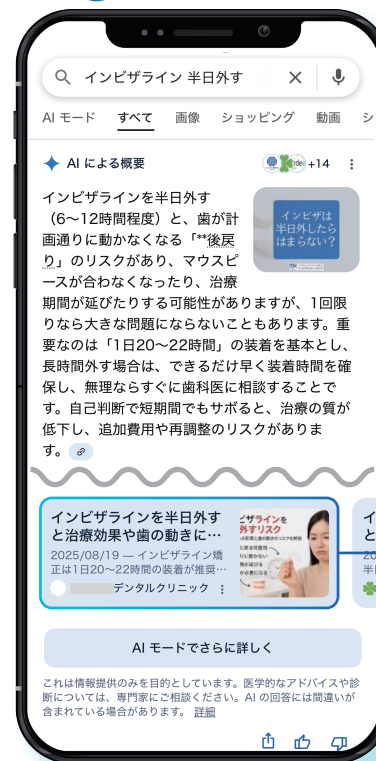 インビザライン 半日外す
AI モード すべて 画像 ショッピング 動画 シ
AI による概要
+14
インビザラインを半日外す
（6〜12時間程度）と、歯が計
画通りに動かなくなる「**後戻
り」のリスクがあり、マウスピ
ースが合わなくなったり、治療
期間が延びたりする可能性がありますが、1回限
りなら大きな問題にならないこともあります。重
要なのは「1日20〜22時間」の装着を基本とし、
長時間外す場合は、できるだけ早く装着時間を確
保し、無理ならすぐに歯科医に相談することで
す。自己判断で短期間でもサボると、治療の質が
低下し、追加費用や再調整のリスクがありま
す。
インビザは
半日外したら
はまらない？
インビザラインを半日外す
と治療効果や歯の動きに…
2025/08/19 — インビザライン矯
正は1日20〜22時間の装着が推奨…
デンタルクリニック
ビザラインを
外すリスク
イ
と
20
半
AI モードでさらに詳しく
これは情報提供のみを目的としています。医学的なアドバイスや診
断については、専門家にご相談ください。AI の回答には間違いが
含まれている場合があります。 詳細